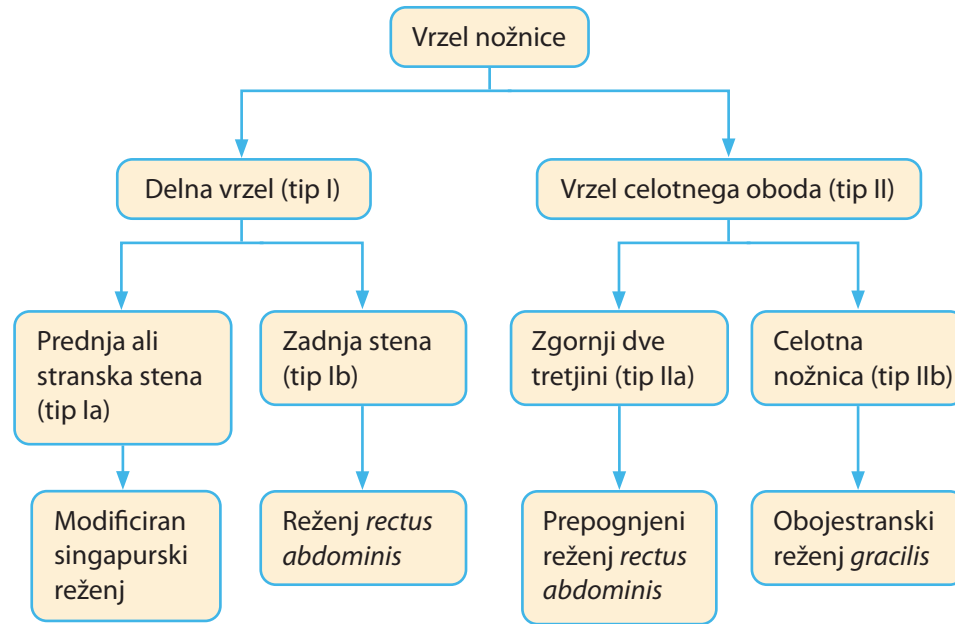 Vrzel nožnice
Delna vrzel (tip I)
Vrzel celotnega oboda (tip II)
Prednja ali
stranska stena
(tip Ia)
Zadnja stena
(tip Ib)
Zgornji dve
tretjini (tip IIa)
Celotna
nožnica (tip IIb)
Modificiran
singapurski
reženj
Reženj rectus
abdominis
Prepognjeni
reženj rectus
abdominis
Obojestranski
reženj gracilis